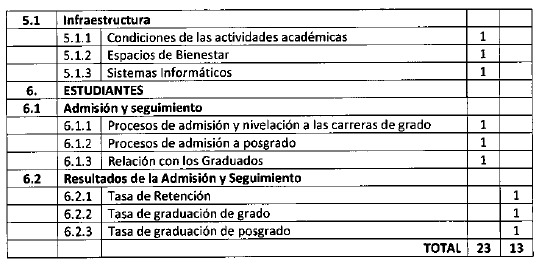 5.1 Infraestructura
5.1.1 Condiciones de las actividades académicas 1
5.1.2 Espacios de Bienestar 1
5.1.3 Sistemas Informáticos 1
6. ESTUDIANTES
6.1 Admisión y seguimiento
6.1.1 Procesos de admisión y nivelación a las carreras de grado 1
6.1.2 Procesos de admisión a posgrado 1
6.1.3 Relación con los Graduados 1
6.2 Resultados de la Admisión y Seguimiento
6.2.1 Tasa de Retención 1
6.2.2 Tasa de graduación de grado 1
6.2.3 Tasa de graduación de posgrado 1
TOTAL 23 13